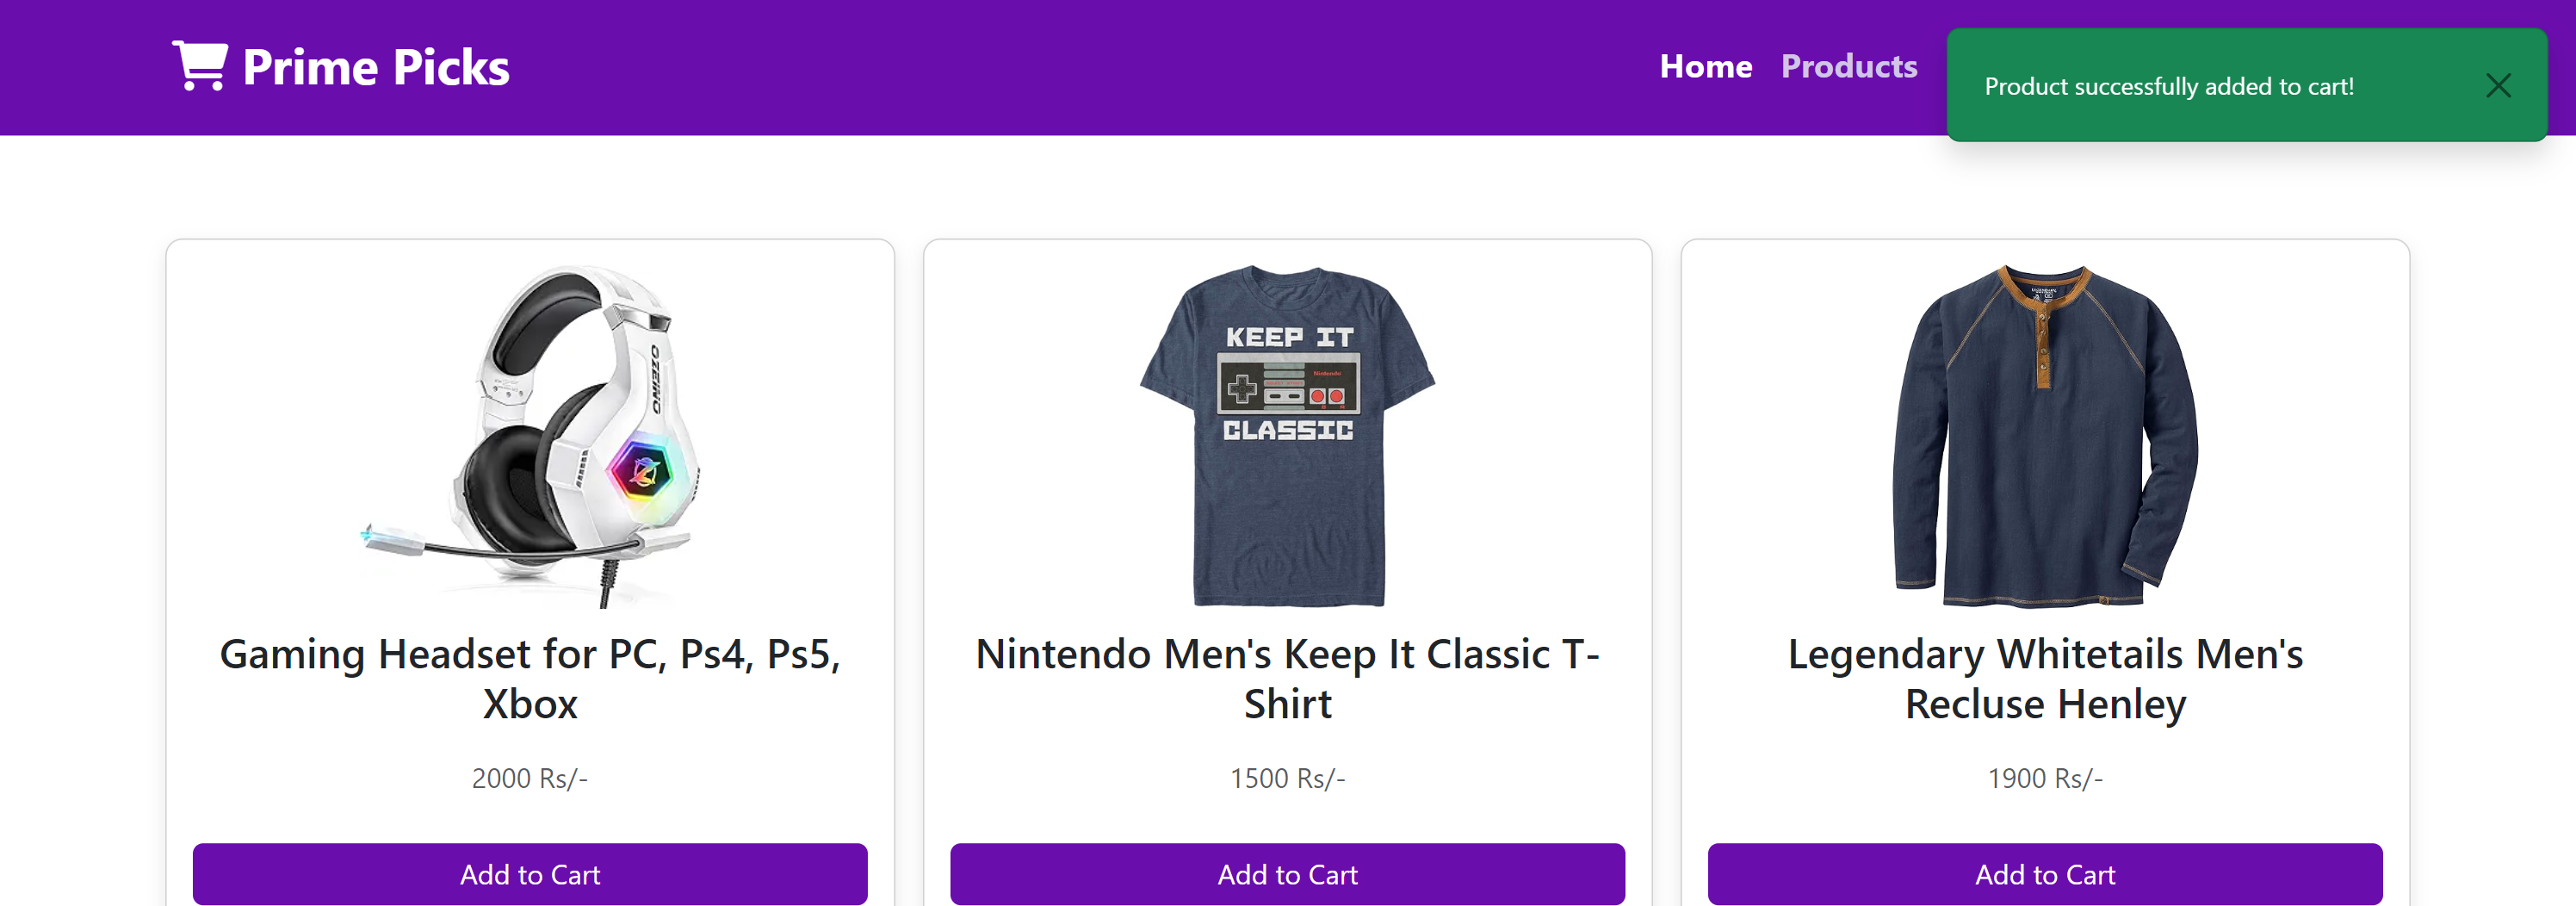 Prime Picks
Home Products
Product successfully added to cart!
OZEINO
KEEP IT
Nintendo
CLASSIC
Gaming Headset for PC, Ps4, Ps5,
Xbox
Nintendo Men's Keep It Classic T-
Shirt
Legendary Whitetails Men's
Recluse Henley
2000 Rs/-
1500 Rs/-
1900 Rs/-
Add to Cart
Add to Cart
Add to Cart